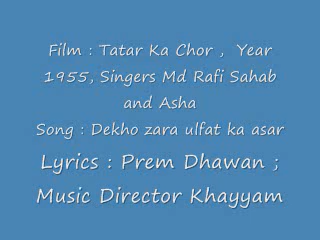 Film : Tatar Ka Chor , Year
1955, Singers Md Rafi Sahab
and Asha
Song : Dekho zara ulfat ka asar
Lyrics : Prem Dhawan ;
Music Director Khayyam